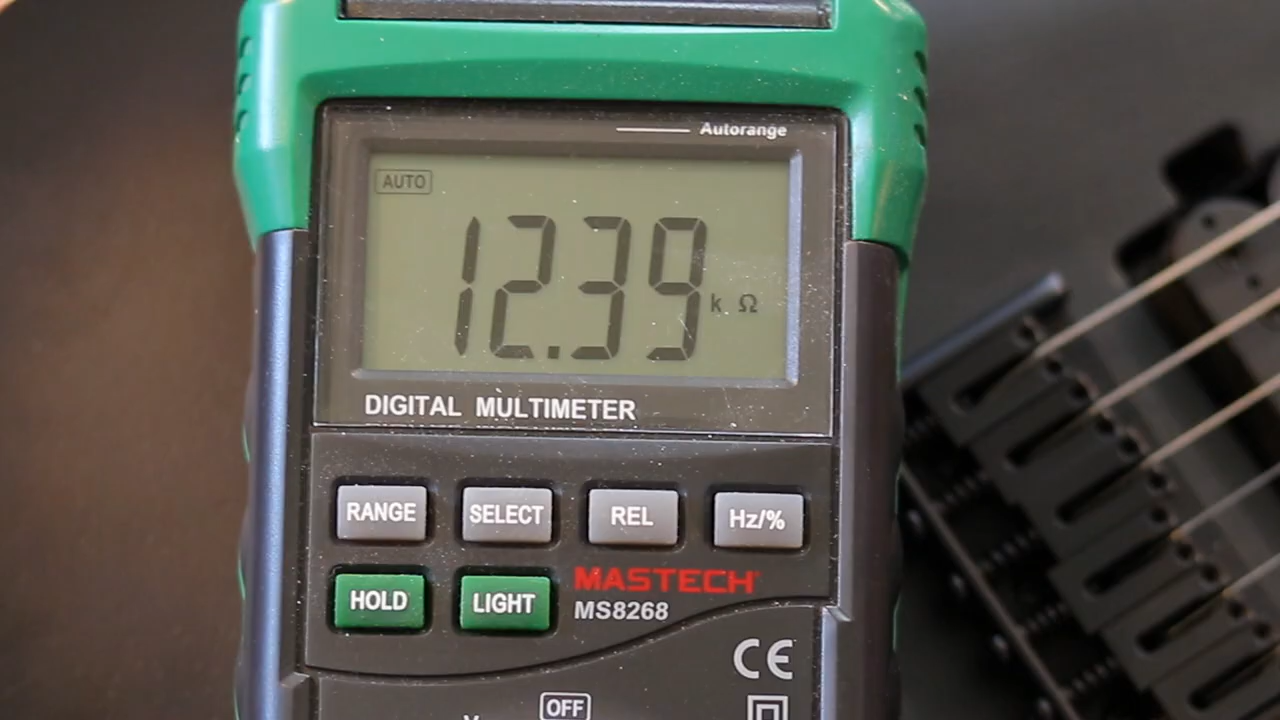 Autorange
AUTO
12.39 k Ω
DIGITAL MULTIMETER
RANGE SELECT REL Hz/%
HOLD LIGHT MASTECH
MS8268
CE
OFF